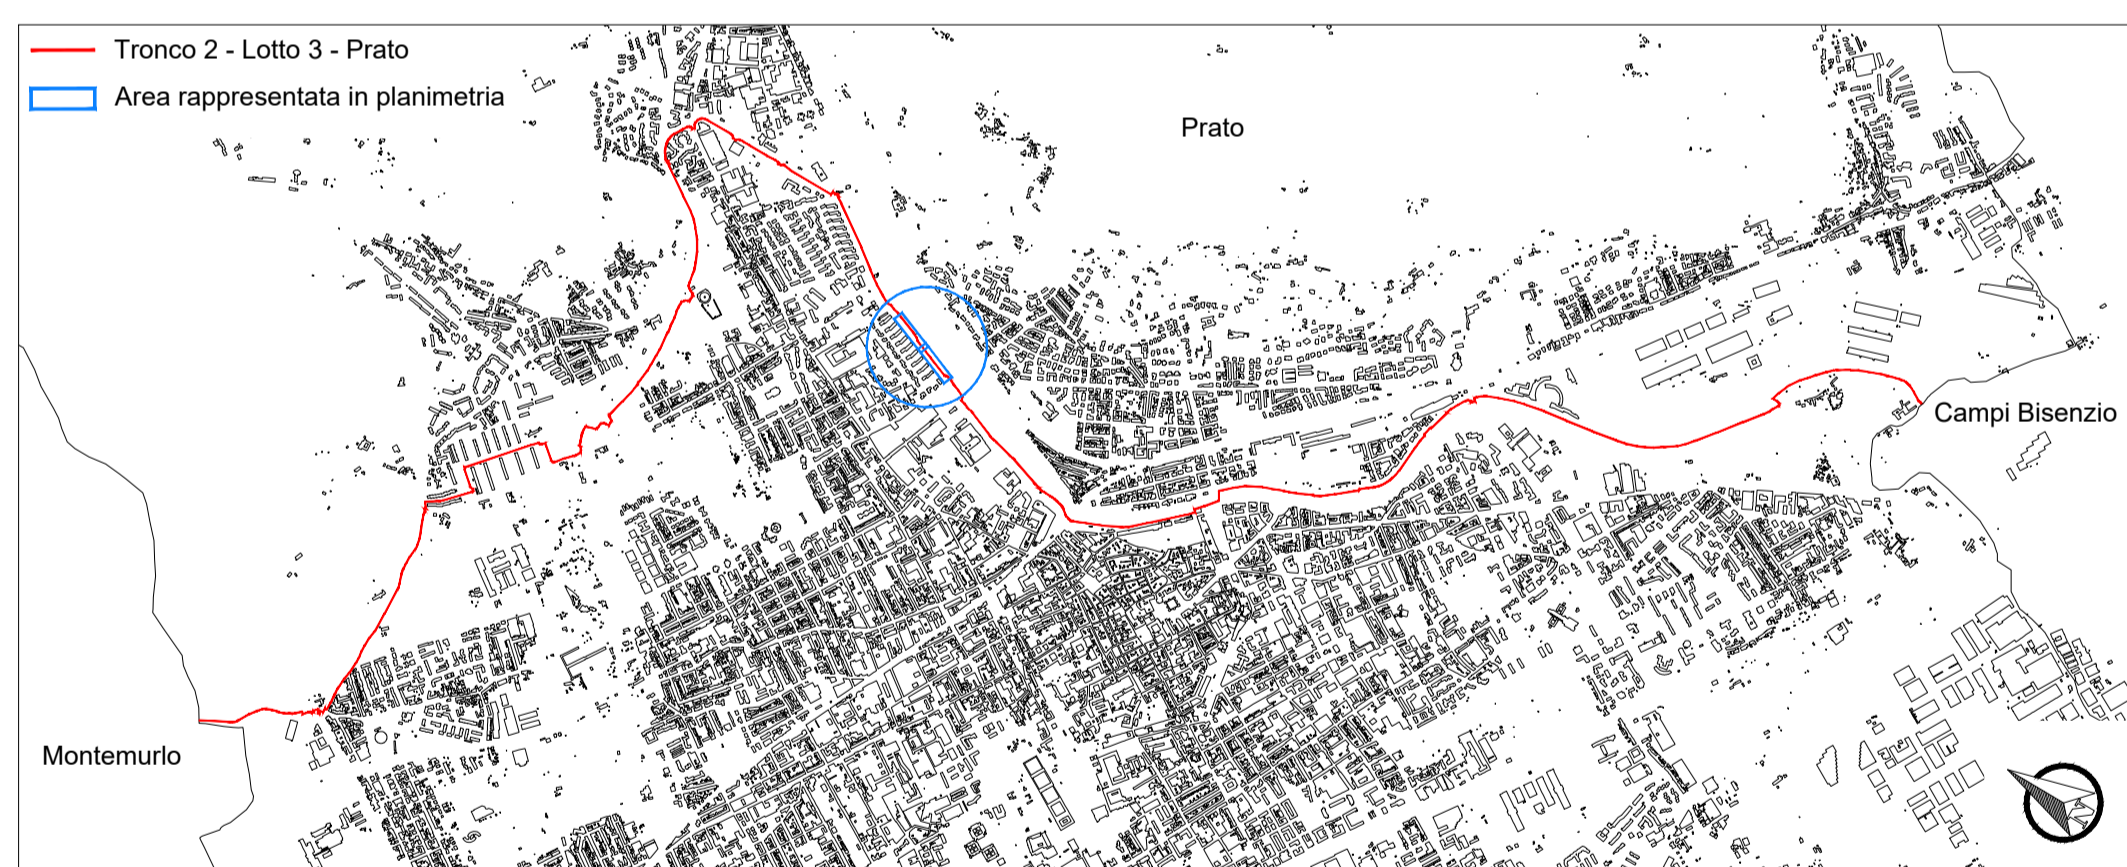 Tronco 2 - Lotto 3 - Prato
Area rappresentata in planimetria
Prato
Campi Bisenzio
Montemurlo
N